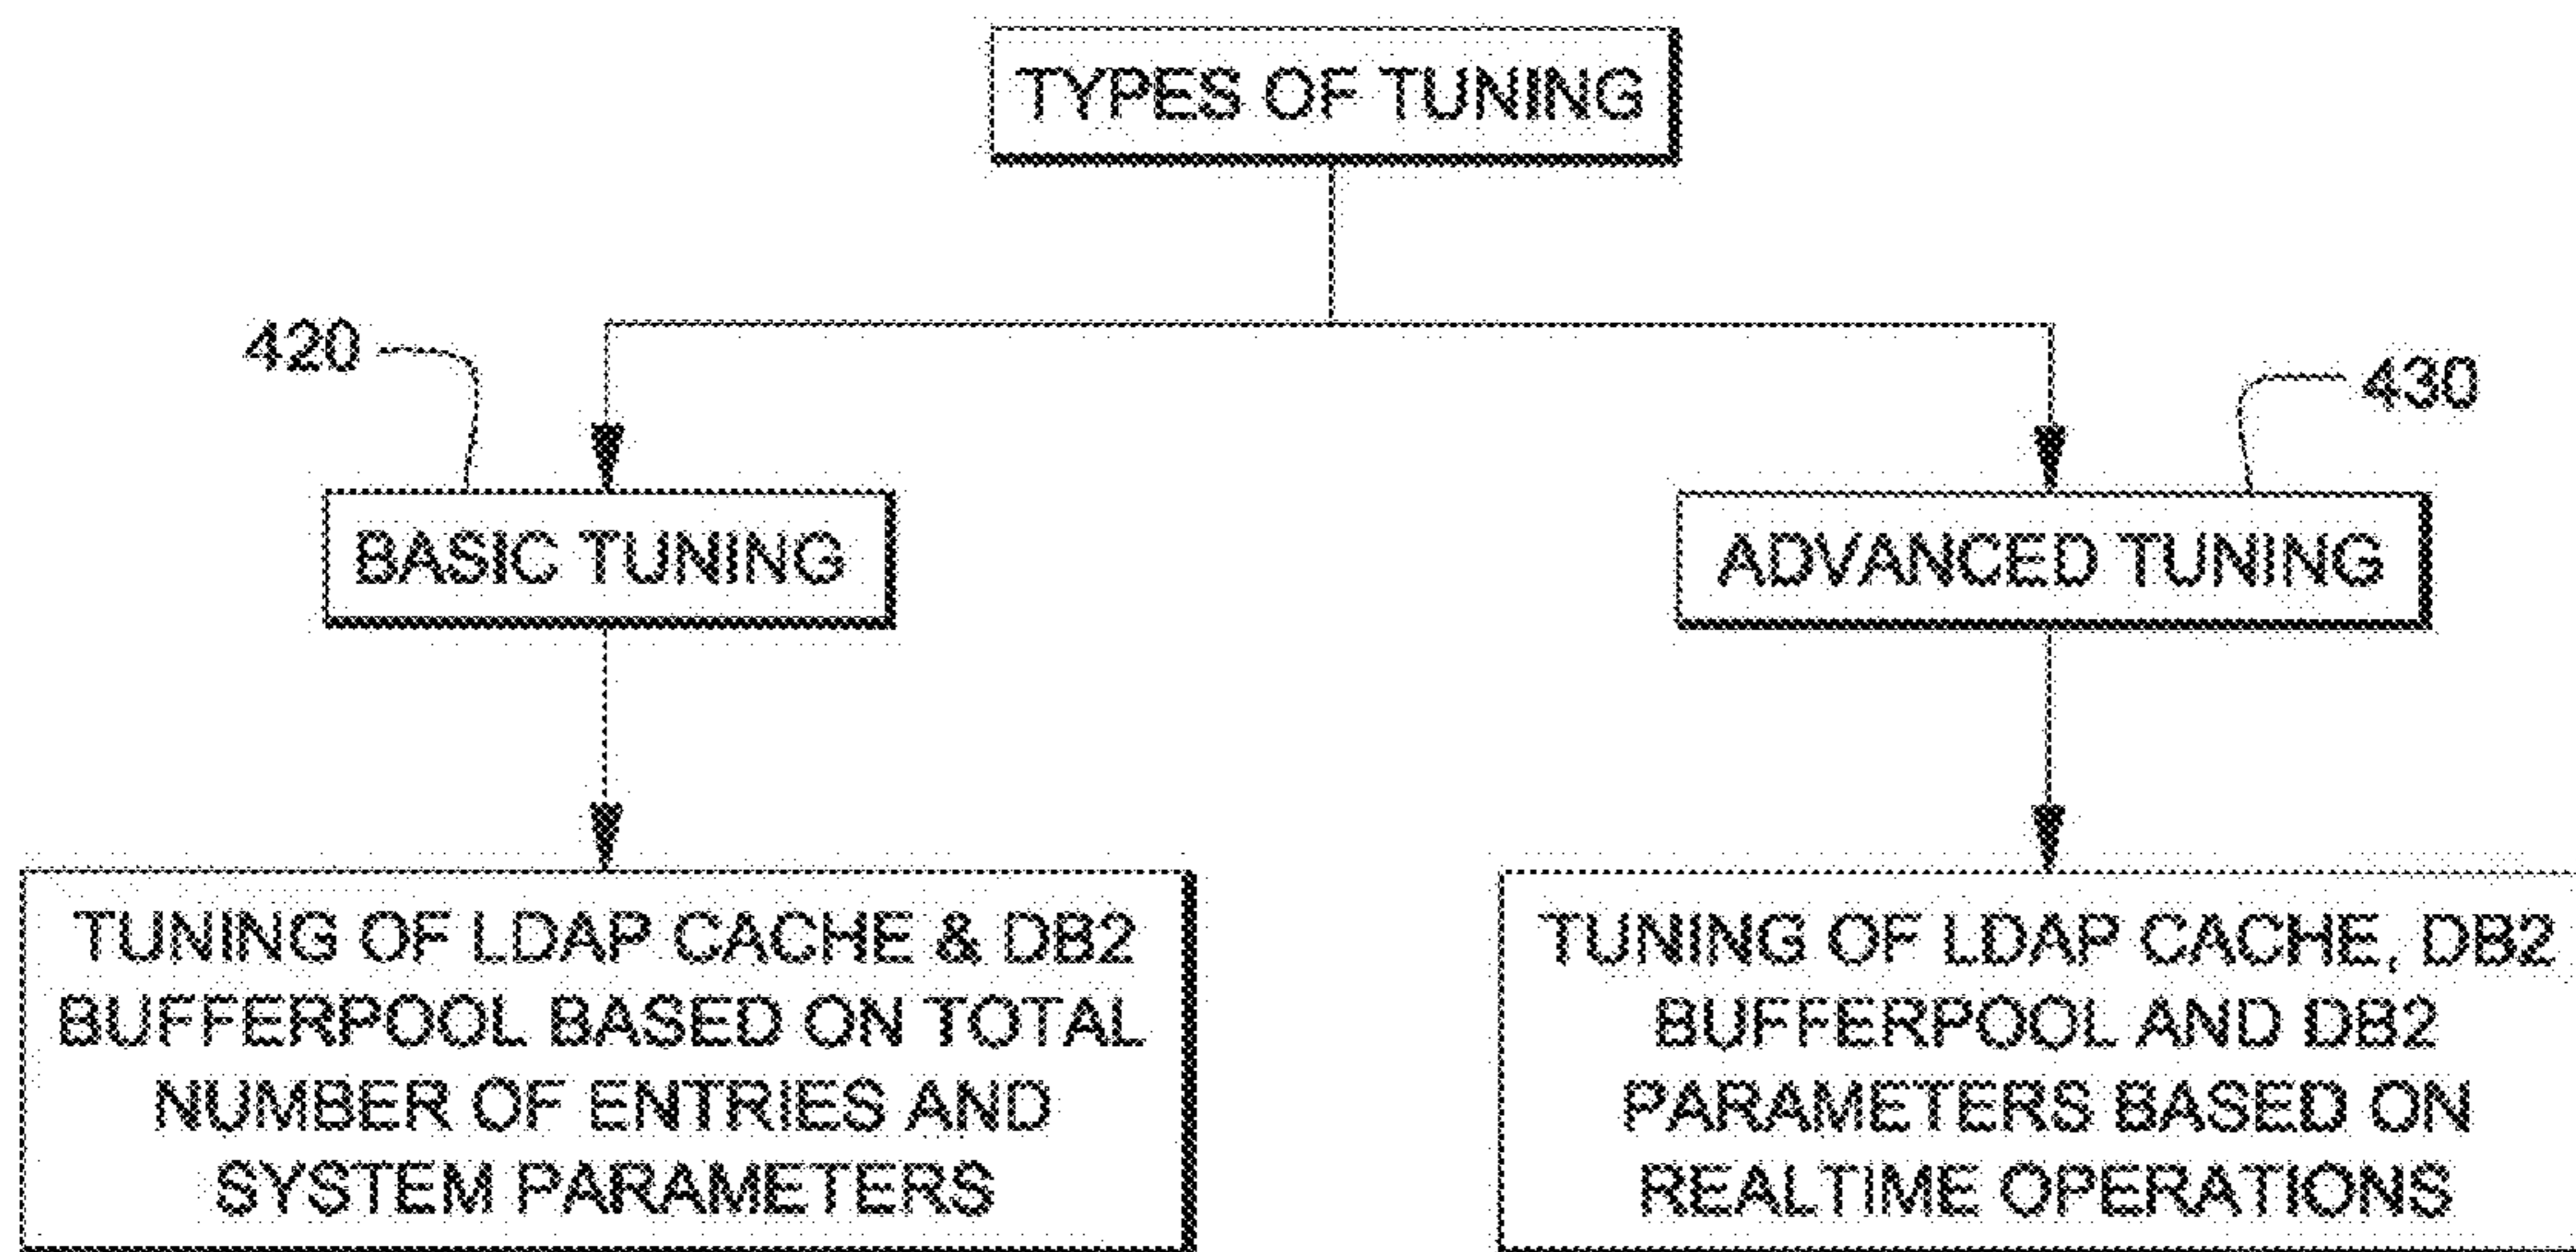 TYPES OF TUNING
420
430
BASIC TUNING
ADVANCED TUNING
TUNING OF LDAP CACHE & DB2
BUFFERPOOL BASED ON TOTAL
NUMBER OF ENTRIES AND
SYSTEM PARAMETERS
TUNING OF LDAP CACHE, DB2
BUFFERPOOL AND DB2
PARAMETERS BASED ON
REALTIME OPERATIONS